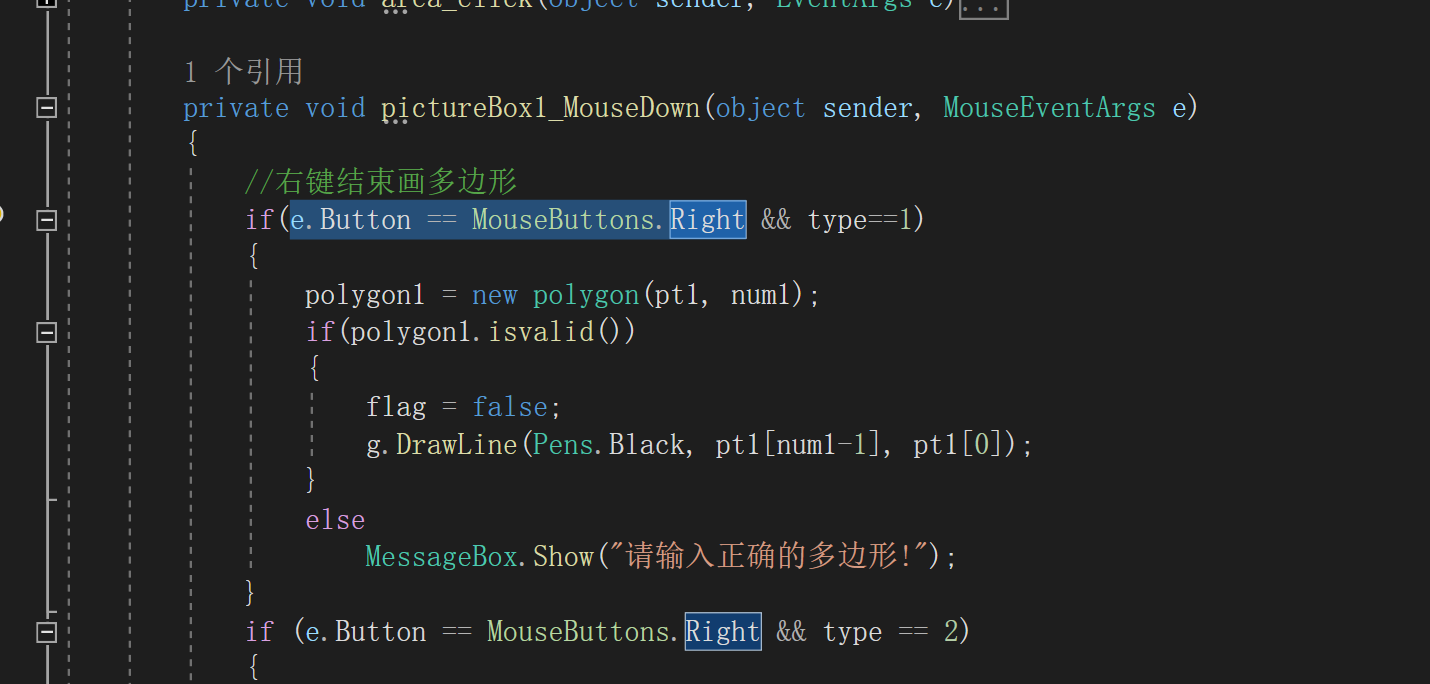 private void area_click(object sender, EventArgs e)...
1 个引用
private void pictureBox1_MouseDown(object sender, MouseEventArgs e)
{
//右键结束画多边形
if(e.Button == MouseButtons.Right && type==1)
{
polygon1 = new polygon(pt1, num1);
if(polygon1.isvalid())
{
flag = false;
g.DrawLine(Pens.Black, pt1[num1-1], pt1[0]);
}
else
MessageBox.Show("请输入正确的多边形!");
}
if (e.Button == MouseButtons.Right && type == 2)
{